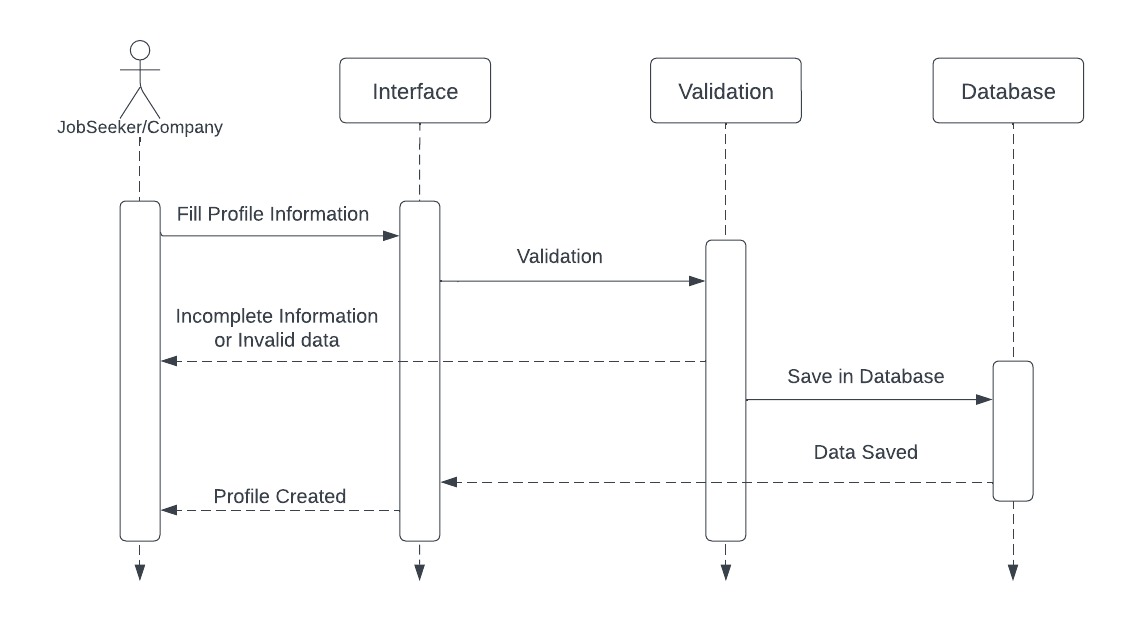 JobSeeker/Company
Interface
Validation
Database
Fill Profile Information
Validation
Incomplete Information
or Invalid data
Save in Database
Data Saved
Profile Created